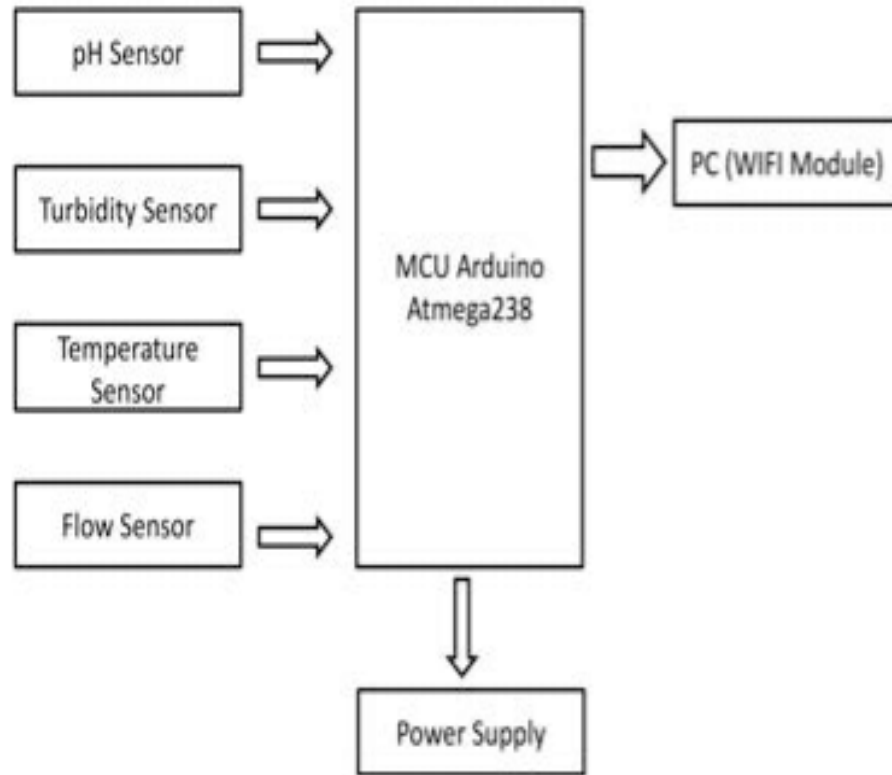 pH Sensor
Turbidity Sensor
Temperature
Sensor
Flow Sensor
MCU Arduino
Atmega238
PC (WIFI Module)
Power Supply